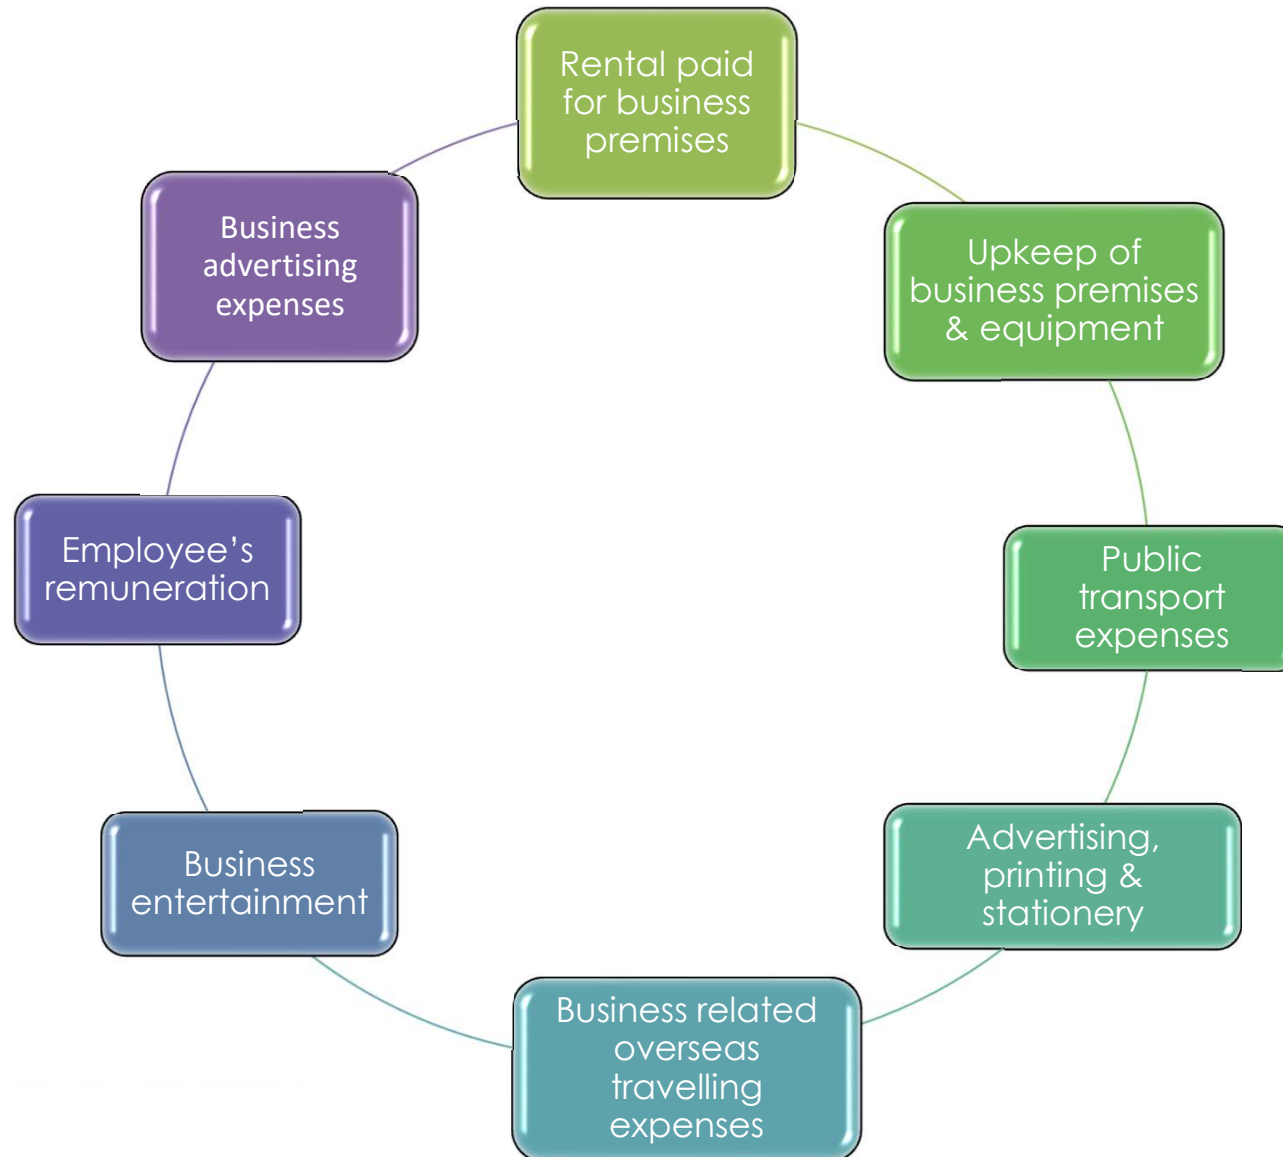 Rental paid
for business
premises
Upkeep of
business premises
& equipment
Public
transport
expenses
Advertising,
printing &
stationery
Business related
overseas
travelling
expenses
Business
entertainment
Employee’s
remuneration
Business
advertising
expenses